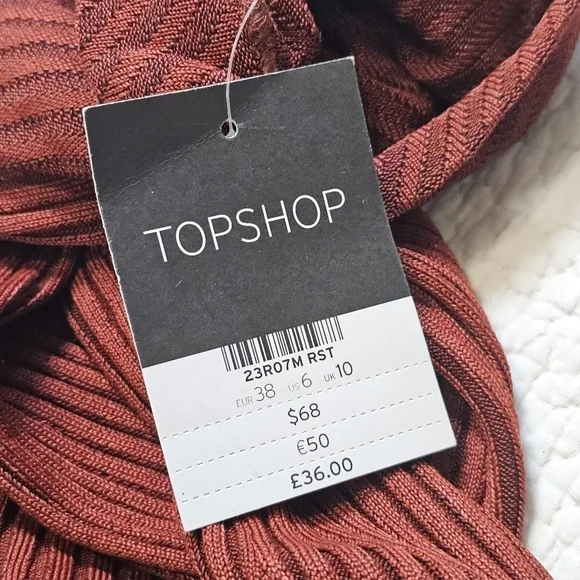 TOPSHOP
23R07M RST
EUR 38 US 6 UK 10
$68
€50
£36.00